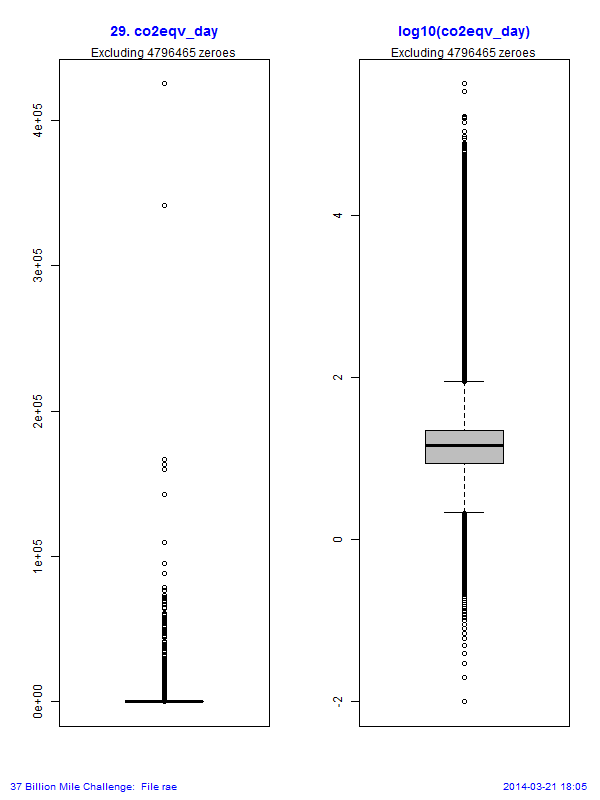 29. co2eqv_day
Excluding 4796465 zeroes
4e+05
3e+05
2e+05
1e+05
0e+00
log10(co2eqv_day)
Excluding 4796465 zeroes
4
2
0
-2
37 Billion Mile Challenge: File rae
2014-03-21 18:05